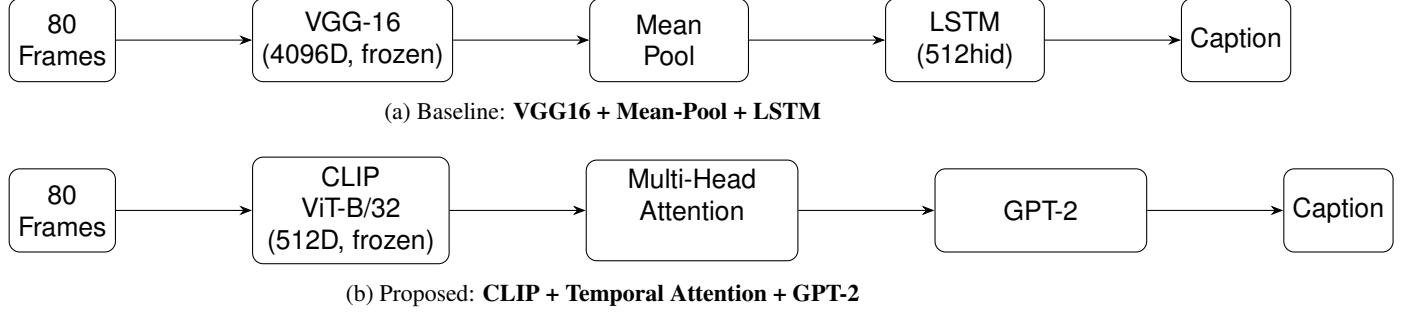 80
Frames
VGG-16
(4096D, frozen)
Mean
Pool
LSTM
(512hid)
Caption
(a) Baseline: VGG16 + Mean-Pool + LSTM
80
Frames
CLIP
ViT-B/32
(512D, frozen)
Multi-Head
Attention
GPT-2
Caption
(b) Proposed: CLIP + Temporal Attention + GPT-2